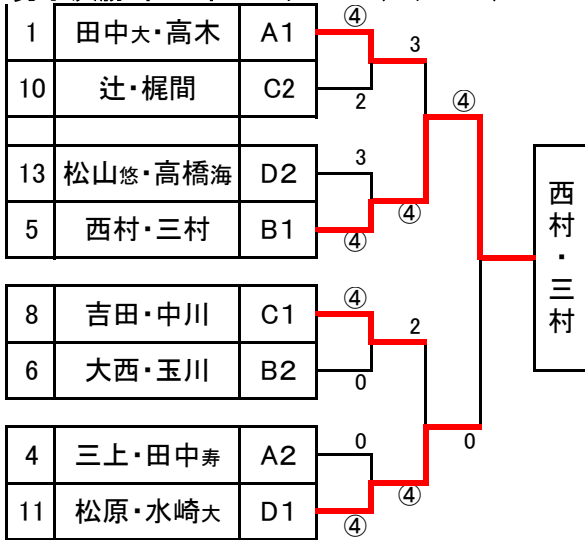 1 田中大・高木 A1 ④
3
10 辻・梶間 C2 2
④
13 松山悠・高橋海 D2 3
④
5 西村・三村 B1 ④
西村・三村
8 吉田・中川 C1 ④
2
6 大西・玉川 B2 0
0
4 三上・田中寿 A2 0
④
11 松原・水崎大 D1 ④